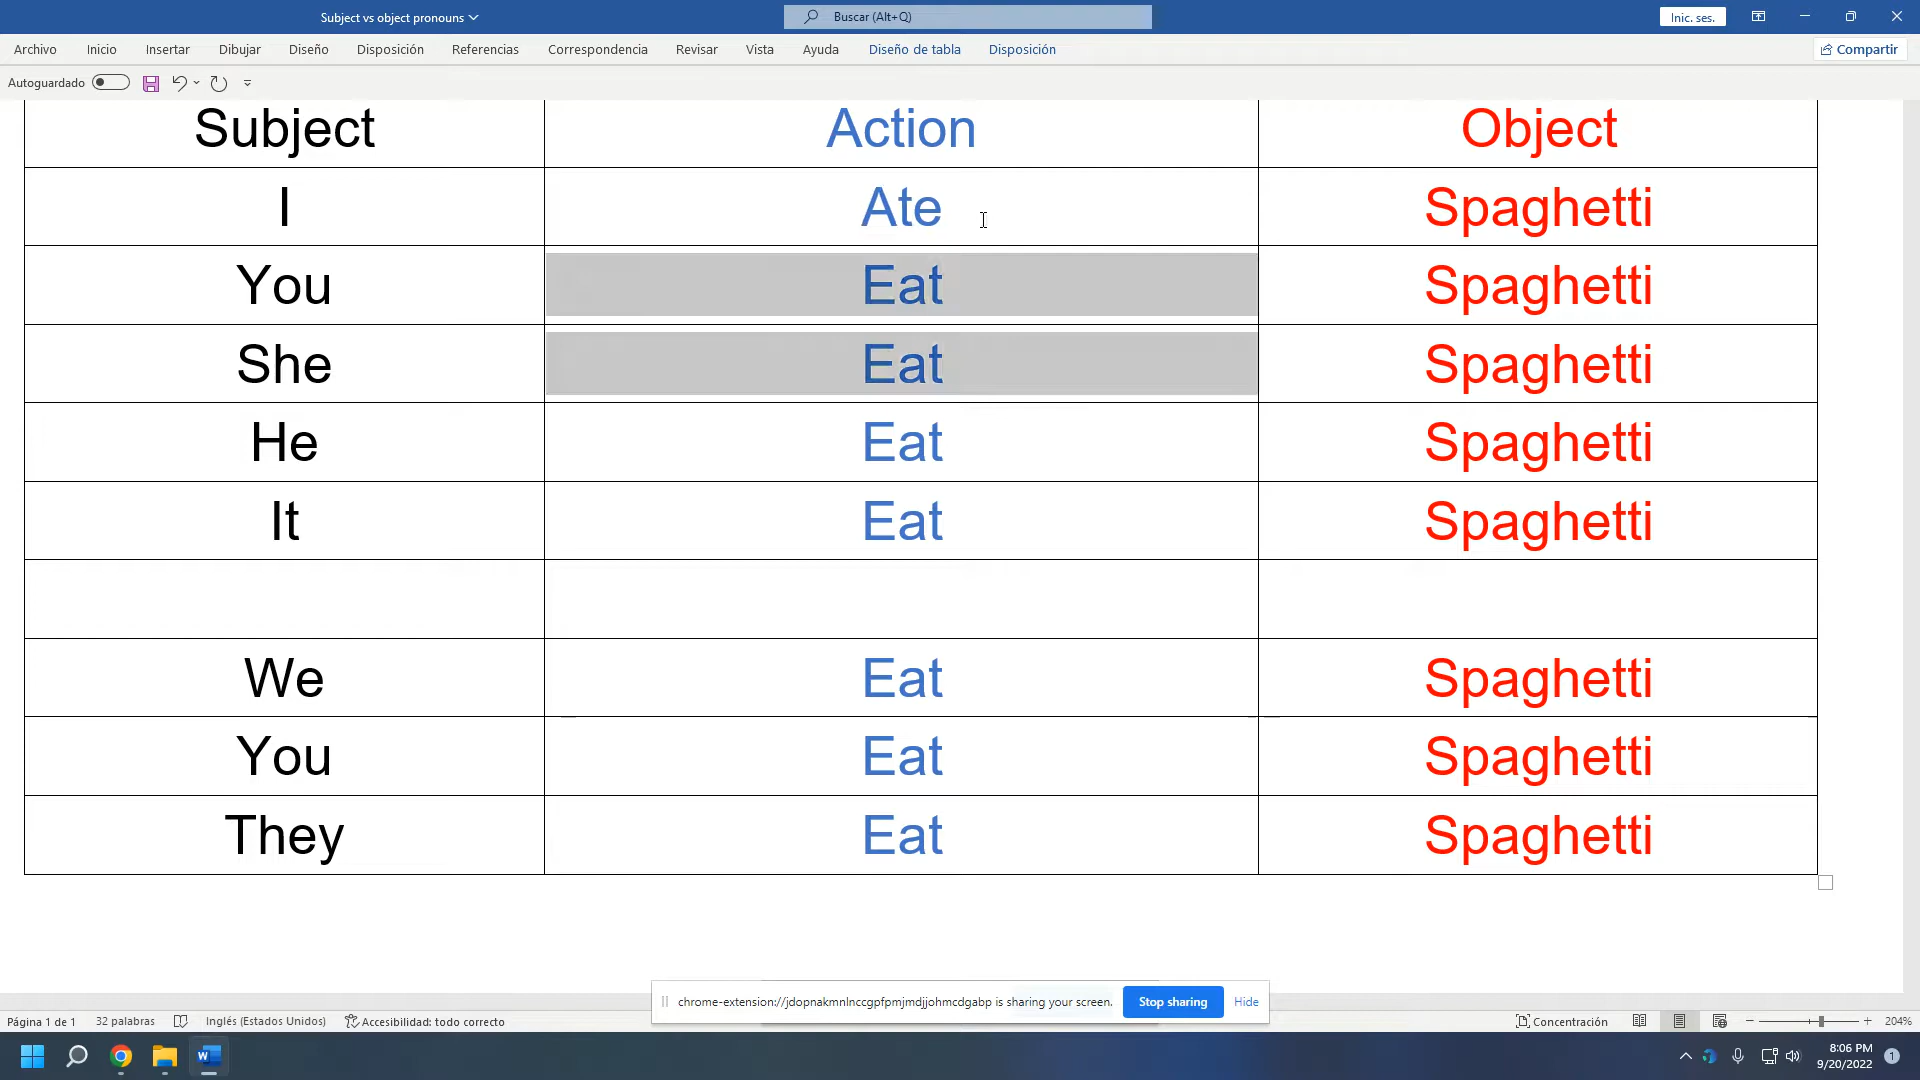 Subject vs object pronouns
Buscar (Alt+Q)
Inic. ses.
Archivo Inicio Insertar Dibujar Diseño Disposición Referencias Correspondencia Revisar Vista Ayuda Diseño de tabla Disposición Compartir
Autoguardado
Subject Action Object
I Ate Spaghetti
You Eat Spaghetti
She Eat Spaghetti
He Eat Spaghetti
It Eat Spaghetti
We Eat Spaghetti
You Eat Spaghetti
They Eat Spaghetti
chrome-extension://jdopnakmnlnccgpfpmjmdjjohmcdgabp is sharing your screen. Stop sharing Hide
Página 1 de 1 32 palabras Inglés (Estados Unidos) Accesibilidad: todo correcto Concentración 204%
8:06 PM
9/20/2022 1